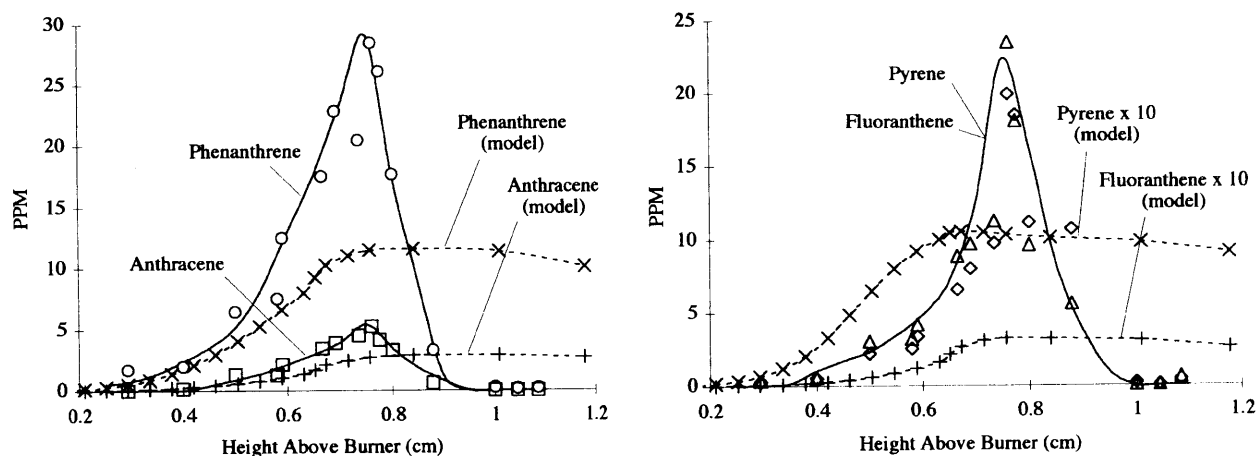 30
25
20
15
10
5
0
PPM
Phenanthrene
Phenanthrene
(model)
Anthracene
(model)
Anthracene
0.2
0.4
0.6
0.8
1
1.2
Height Above Burner (cm)
25
20
15
10
5
0
PPM
Pyrene
Fluoranthene
Pyrene x 10
(model)
Fluoranthene x 10
(model)
0.2
0.4
0.6
0.8
1
1.2
Height Above Burner (cm)